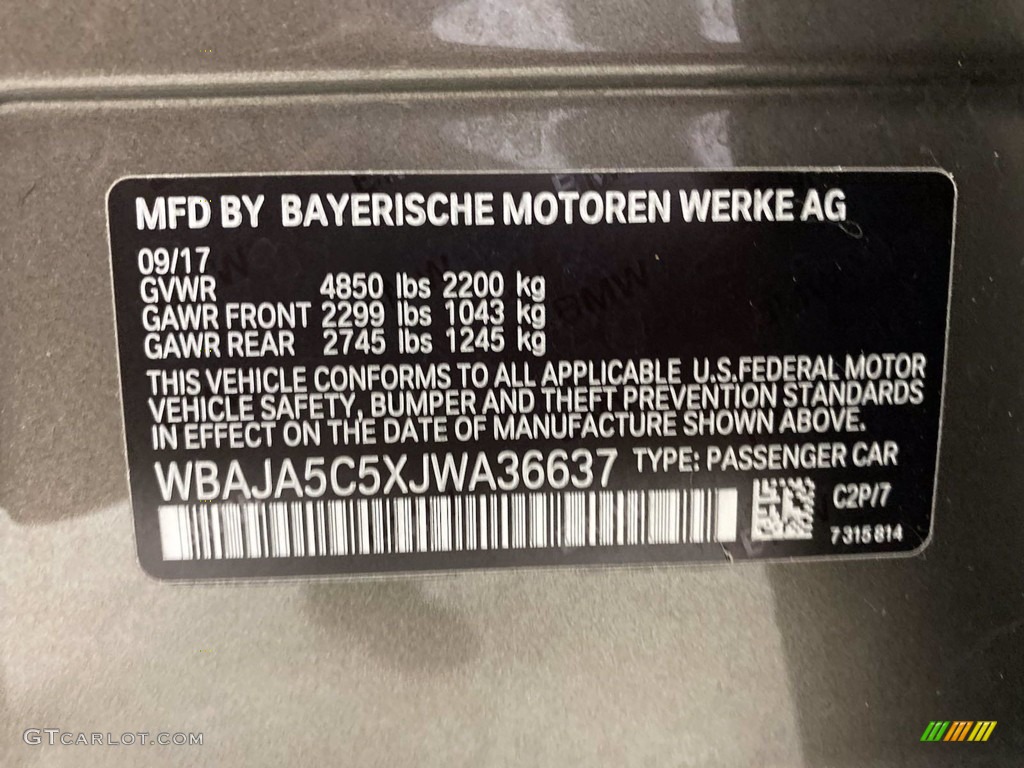 MFD BY BAYERISCHE MOTOREN WERKE AG
09/17
GVWR 4850 lbs 2200 kg
GAWR FRONT 2299 lbs 1043 kg
GAWR REAR 2745 lbs 1245 kg
THIS VEHICLE CONFORMS TO ALL APPLICABLE U.S.FEDERAL MOTOR
VEHICLE SAFETY, BUMPER AND THEFT PREVENTION STANDARDS
IN EFFECT ON THE DATE OF MANUFACTURE SHOWN ABOVE.
WBAJA5C5XJWA36637 TYPE: PASSENGER CAR
C2P/7
7315814
GTCARLOT.COM